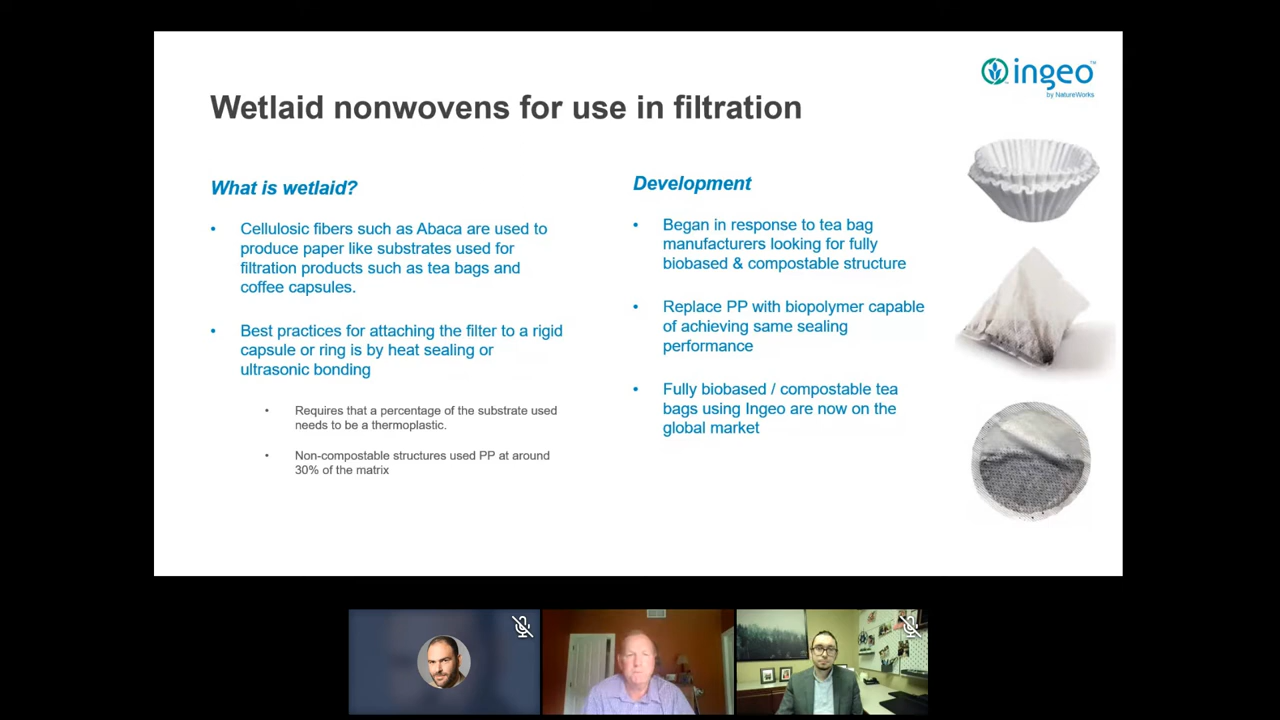 ingeo™
by NatureWorks
Wetlaid nonwovens for use in filtration
What is wetlaid?
• Cellulosic fibers such as Abaca are used to
produce paper like substrates used for
filtration products such as tea bags and
coffee capsules.
• Best practices for attaching the filter to a rigid
capsule or ring is by heat sealing or
ultrasonic bonding
• Requires that a percentage of the substrate used
needs to be a thermoplastic.
• Non-compostable structures used PP at around
30% of the matrix
Development
• Began in response to tea bag
manufacturers looking for fully
biobased & compostable structure
• Replace PP with biopolymer capable
of achieving same sealing
performance
• Fully biobased / compostable tea
bags using Ingeo are now on the
global market